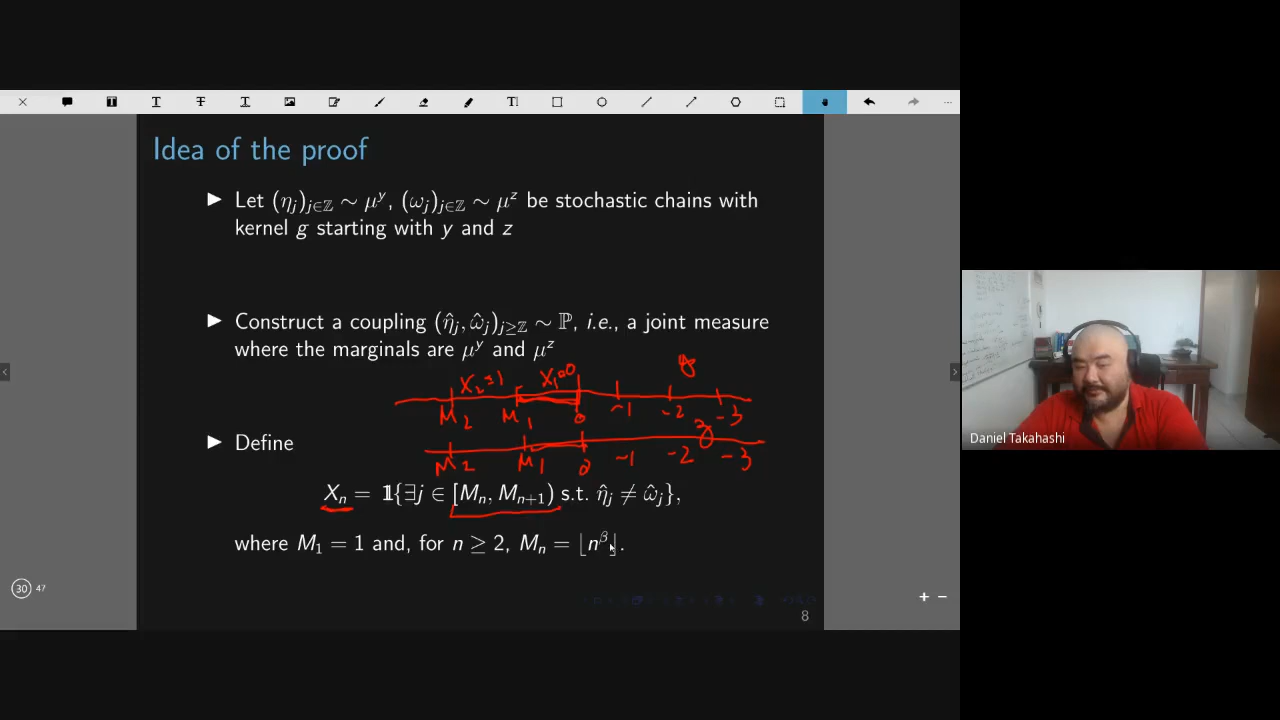 Idea of the proof
▶ Let (η_j)_{j∈ℤ} ∼ μ^y, (ω_j)_{j∈ℤ} ∼ μ^z be stochastic chains with
kernel g starting with y and z
▶ Construct a coupling (η̂_j, ω̂_j)_{j≥ℤ} ∼ ℙ, i.e., a joint measure
where the marginals are μ^y and μ^z
X_2=1 X_1=0 y
M_2 M_1 0 -1 -2 -3
z
M_2 M_1 0 -1 -2 -3
▶ Define
X_n = 𝟙{∃j ∈ [M_n, M_{n+1}) s.t. η̂_j ≠ ω̂_j},
where M_1 = 1 and, for n ≥ 2, M_n = ⌊n^β⌋.
30 47
8
Daniel Takahashi